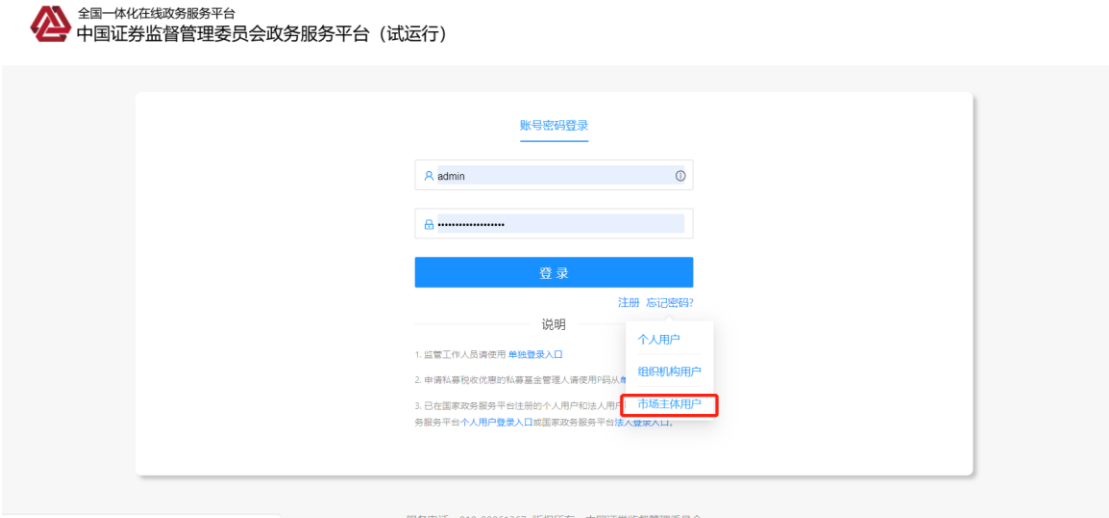 全国一体化在线政务服务平台
中国证券监督管理委员会政务服务平台（试运行）
账号密码登录
admin
•••••••••••••••••••
登 录
注册 忘记密码?
说明
个人用户
1. 监管工作人员请使用 单独登录入口
组织机构用户
2. 申请私募税收优惠的私募基金管理人请使用P码从
市场主体用户
3. 已在国家政务服务平台注册的个人用户和法人用户
务服务平台个人用户登录入口或国家政务服务平台法人登录入口。